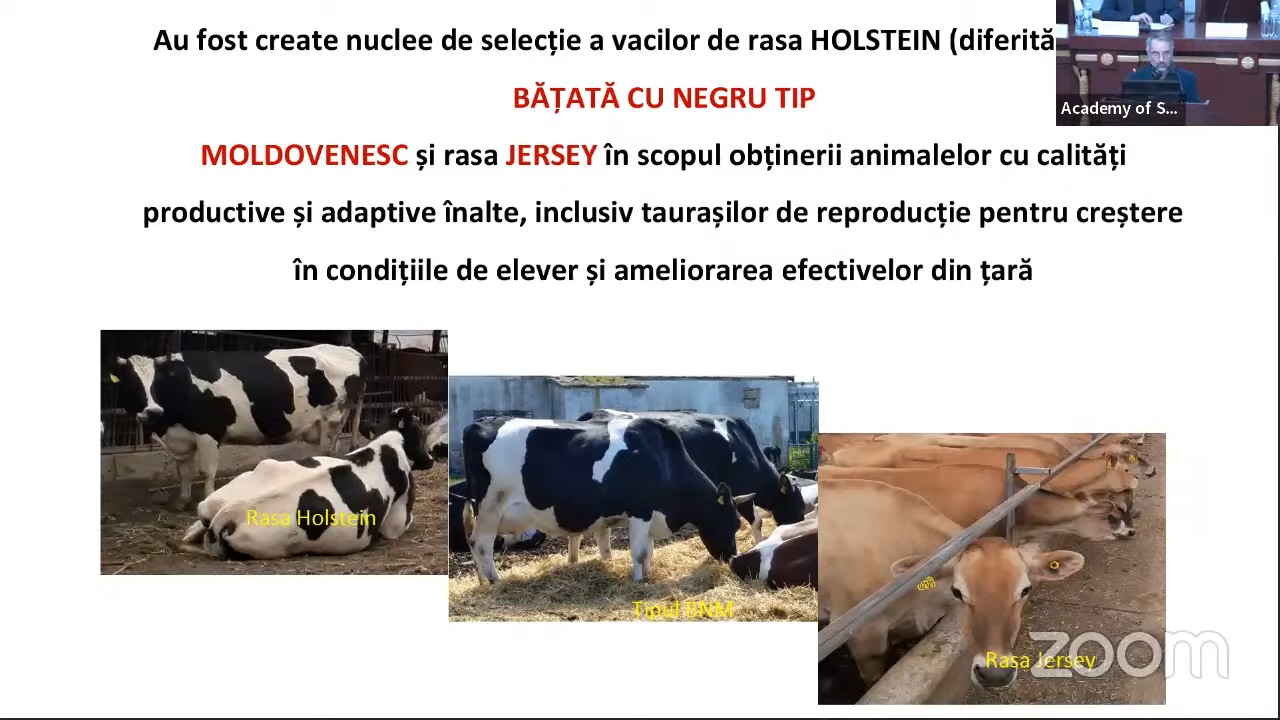 Au fost create nuclee de selecție a vacilor de rasa HOLSTEIN (diferită
BĂȚATĂ CU NEGRU TIP
MOLDOVENESC și rasa JERSEY în scopul obținerii animalelor cu calități
productive și adaptive înalte, inclusiv taurașilor de reproducție pentru creștere
în condițiile de elever și ameliorarea efectivelor din țară
Academy of S...
Rasa Holstein
Tipul BNM
Rasa Jersey
zoom